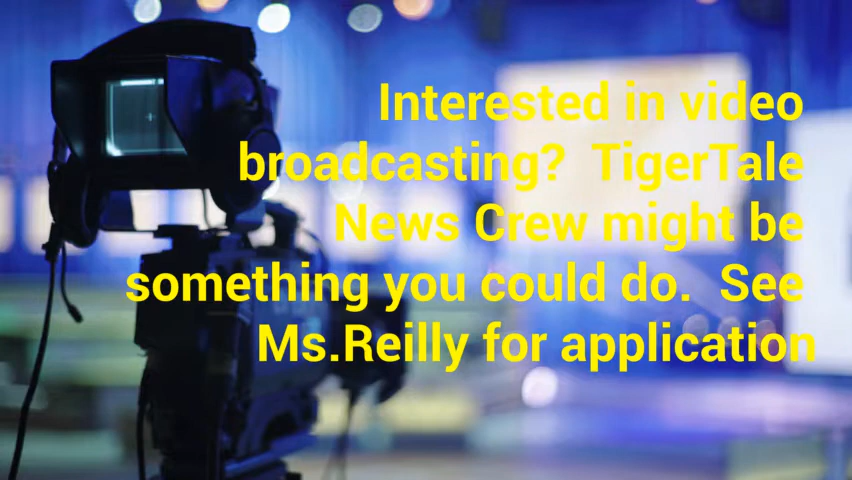 Interested in video
broadcasting?  TigerTale
News Crew might be
something you could do.  See
Ms.Reilly for application